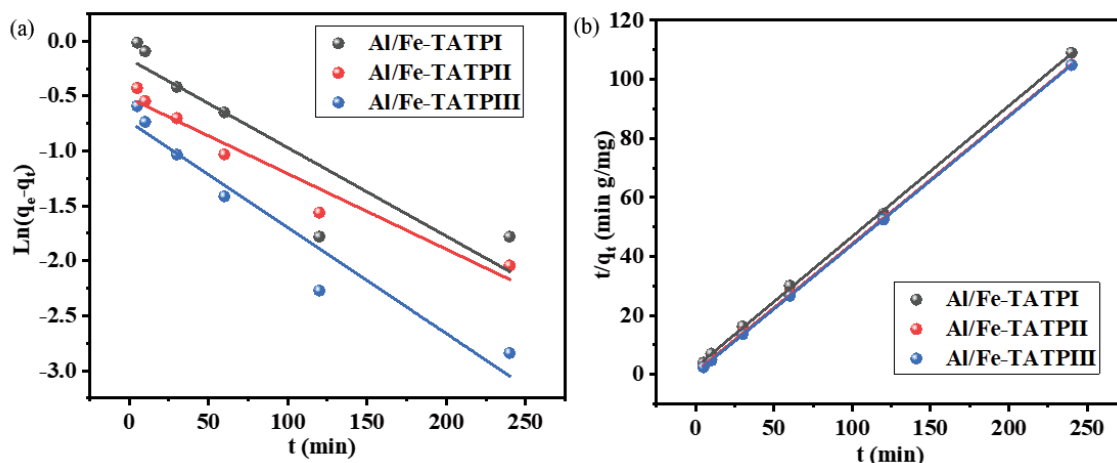 (a)
Ln(qe-qt)
0.0
-0.5
-1.0
-1.5
-2.0
-2.5
-3.0
Al/Fe-TATPI
Al/Fe-TATPII
Al/Fe-TATPIII
0 50 100 150 200 250
t (min)
(b)
t/qt (min g/mg)
120
100
80
60
40
20
0
Al/Fe-TATPI
Al/Fe-TATPII
Al/Fe-TATPIII
0 50 100 150 200 250
t (min)